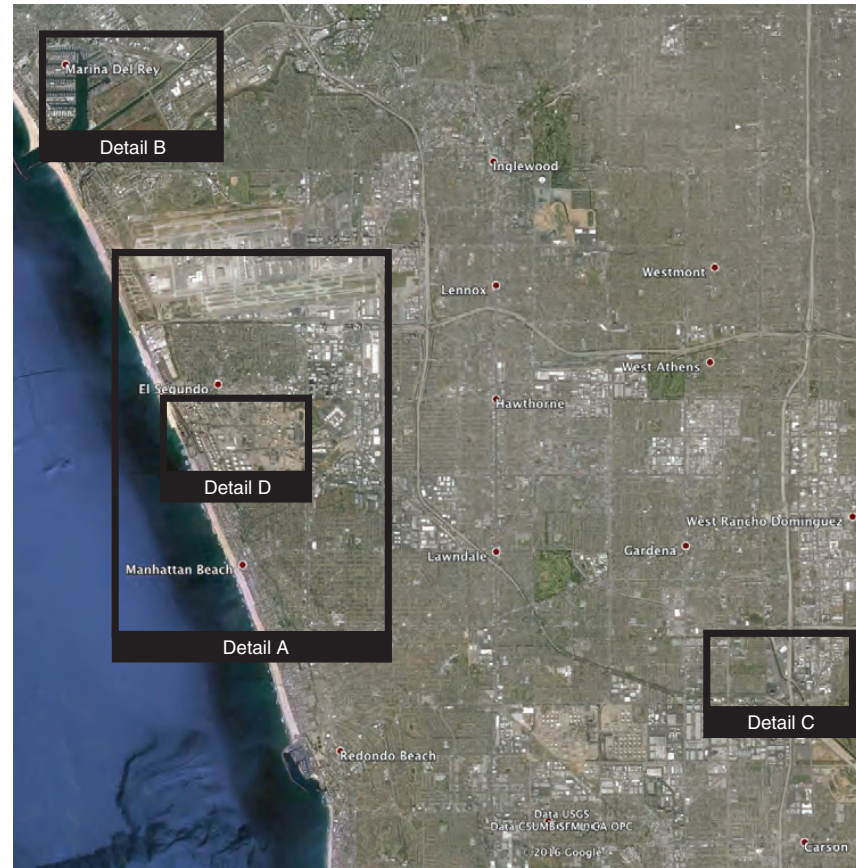 Marina Del Rey
Detail B
Inglewood
Westmont
Lennox
West Athens
El Segundo
Hawthorne
Detail D
West Rancho Dominguez
Gardena
Lawndale
Manhattan Beach
Detail A
Detail C
Redondo Beach
Data USGS
Data CSUMB SFML OPC
© 2016 Google
Carson